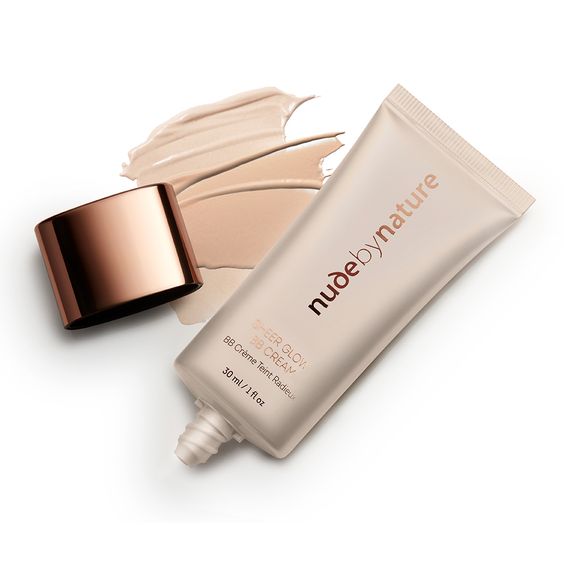 nudebynature
SHEER GLOW
BB CREAM
BB Crème Teint Radieux
30 ml / 1 fl oz